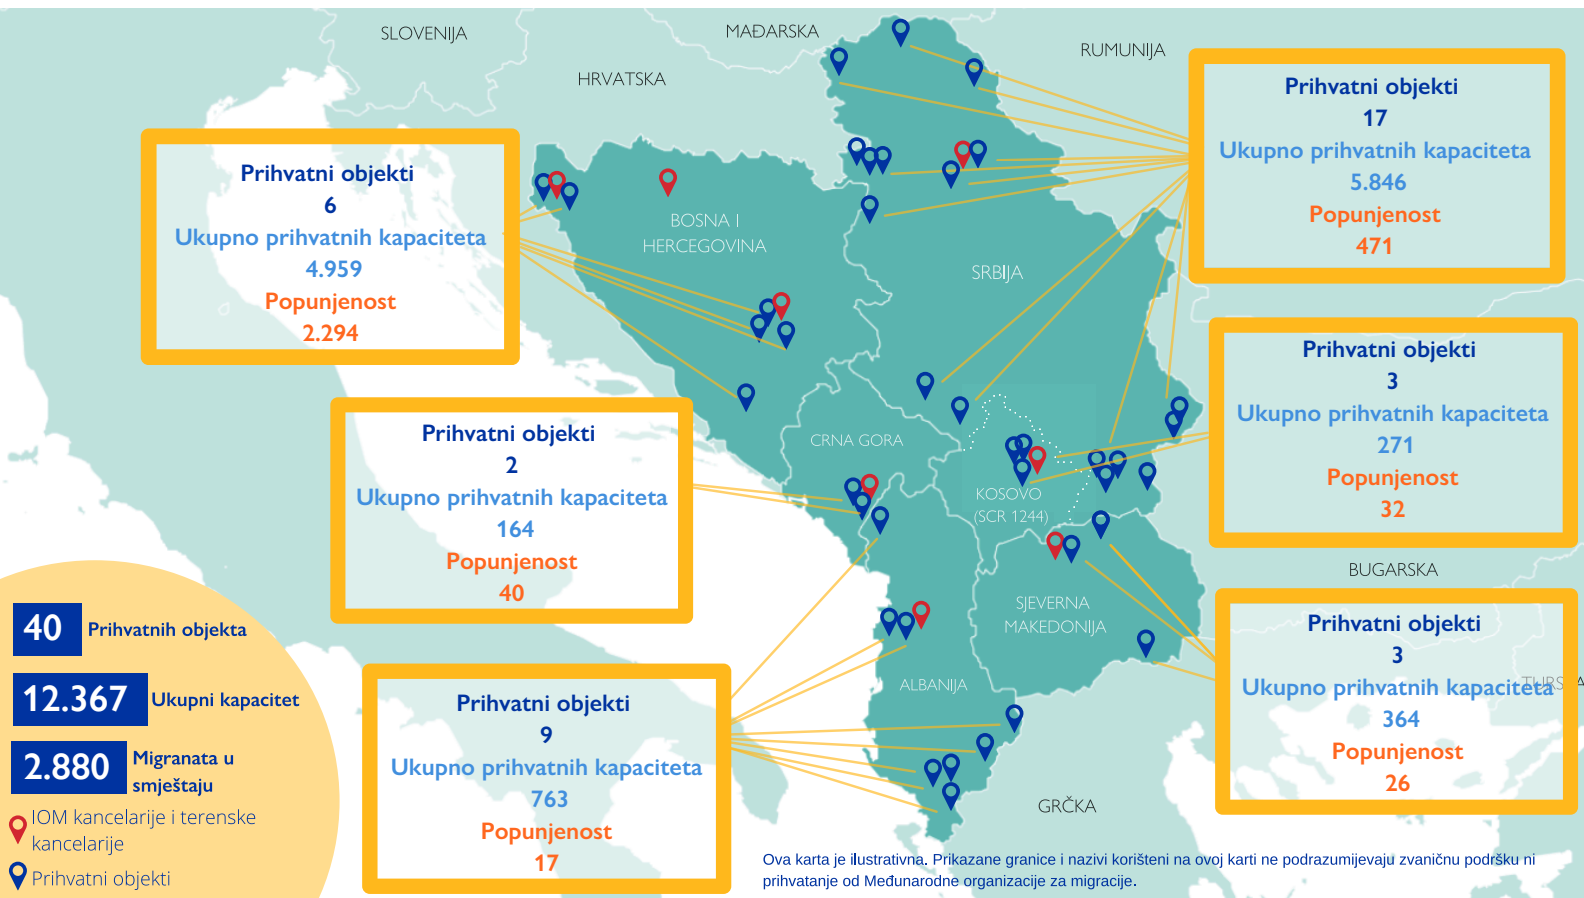 SLOVENIJA
MAĐARSKA
RUMUNIJA
HRVATSKA
Prihvatni objekti
17
Ukupno prihvatnih kapaciteta
5.846
Popunjenost
471
Prihvatni objekti
6
Ukupno prihvatnih kapaciteta
4.959
Popunjenost
2.294
BOSNA I
HERCEGOVINA
SRBIJA
Prihvatni objekti
3
Ukupno prihvatnih kapaciteta
271
Popunjenost
32
Prihvatni objekti
2
Ukupno prihvatnih kapaciteta
164
Popunjenost
40
CRNA GORA
KOSOVO
(SCR 1244)
BUGARSKA
SJEVERNA
MAKEDONIJA
Prihvatni objekti
3
Ukupno prihvatnih kapaciteta
364
Popunjenost
26
40 Prihvatnih objekta
12.367 Ukupni kapacitet
2.880 Migranata u
smještaju
IOM kancelarije i terenske
kancelarije
Prihvatni objekti
Prihvatni objekti
9
Ukupno prihvatnih kapaciteta
763
Popunjenost
17
ALBANIJA
GRČKA
Ova karta je ilustrativna. Prikazane granice i nazivi korišteni na ovoj karti ne podrazumijevaju zvaničnu podršku ni
prihvatanje od Međunarodne organizacije za migracije.